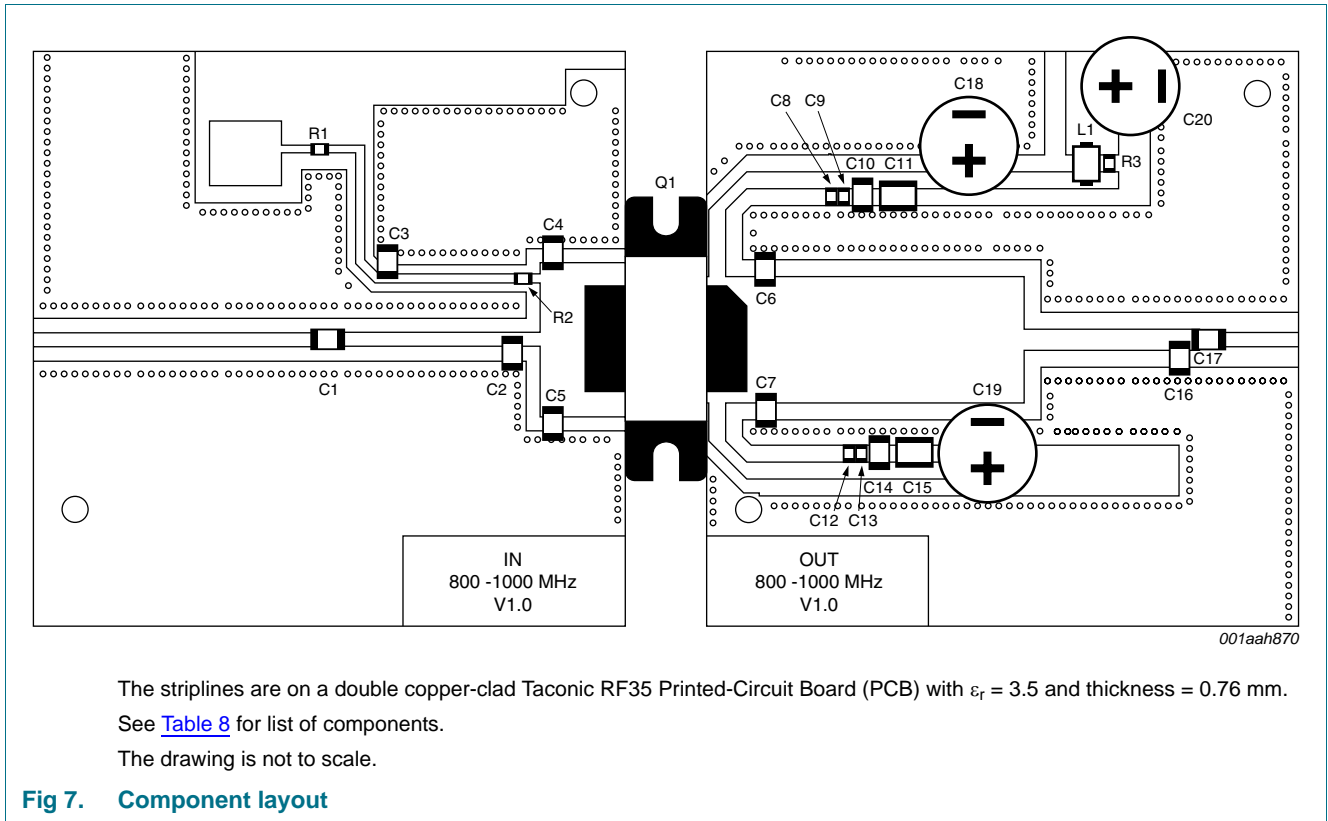 C18
C8 C9
C20
R1
L1
C10 C11
R3
Q1
C3
C4
C6
R2
C1
C2
C5
C7
C19
C17
C16
C14 C15
C12 C13
IN
800 -1000 MHz
V1.0
OUT
800 -1000 MHz
V1.0
001aah870
The striplines are on a double copper-clad Taconic RF35 Printed-Circuit Board (PCB) with εr = 3.5 and thickness = 0.76 mm.
See Table 8 for list of components.
The drawing is not to scale.
Fig 7. Component layout